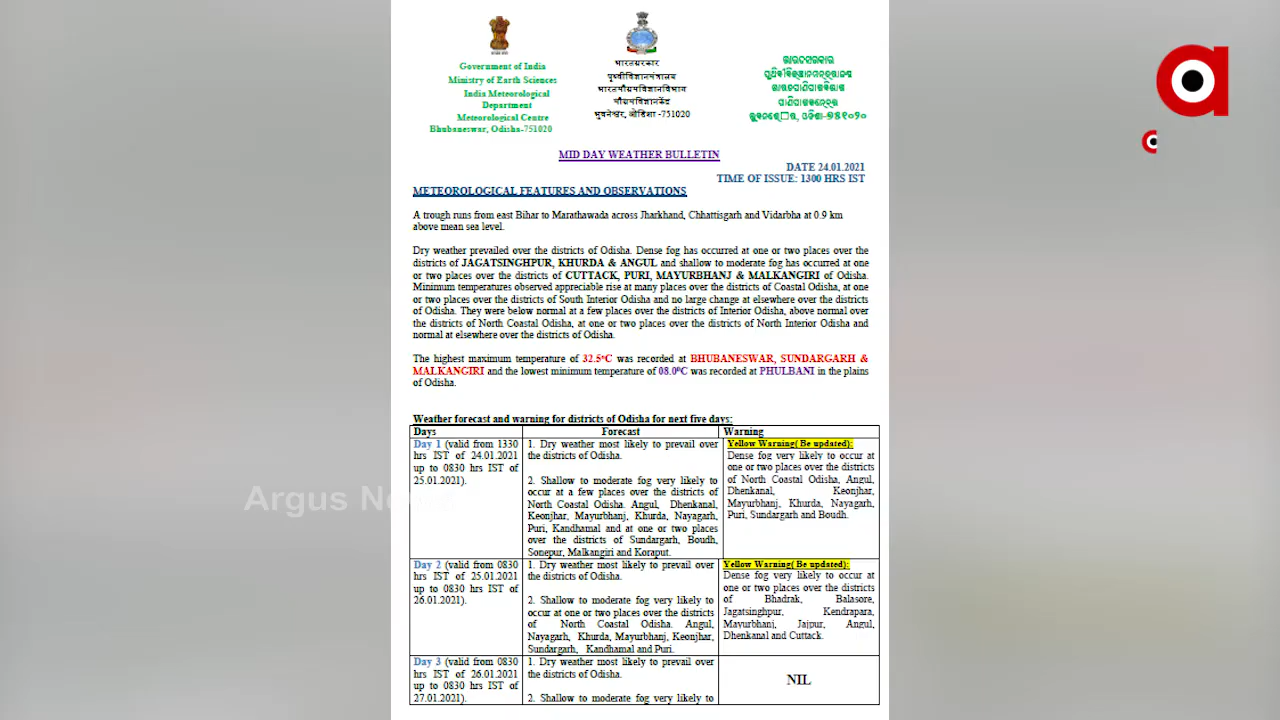 Government of India
Ministry of Earth Sciences
India Meteorological
Department
Meteorological Centre
Bhubaneswar, Odisha-751020
भारतसरकार
पृथ्वीविज्ञानमंत्रालय
भारतमौसमविज्ञानविभाग
मौसमविज्ञानकेंद्र
भुवनेश्वर, ओडिशा -751020
ଭାରତସରକାର
ଭୁବନେଶ୍ୱର, ଓଡିଶା-୭୫୧୦୨୦
MID DAY WEATHER BULLETIN
DATE 24.01.2021
TIME OF ISSUE: 1300 HRS IST
METEOROLOGICAL FEATURES AND OBSERVATIONS
A trough runs from east Bihar to Marathawada across Jharkhand, Chhattisgarh and Vidarbha at 0.9 km
above mean sea level.
Dry weather prevailed over the districts of Odisha. Dense fog has occurred at one or two places over the
districts of JAGATSINGHPUR, KHURDA & ANGUL and shallow to moderate fog has occurred at one
or two places over the districts of CUTTACK, PURI, MAYURBHANJ & MALKANGIRI of Odisha.
Minimum temperatures observed appreciable rise at many places over the districts of Coastal Odisha, at one
or two places over the districts of South Interior Odisha and no large change at elsewhere over the districts
of Odisha. They were below normal at a few places over the districts of Interior Odisha, above normal over
the districts of North Coastal Odisha, at one or two places over the districts of North Interior Odisha and
normal at elsewhere over the districts of Odisha.
The highest maximum temperature of 32.5°C was recorded at BHUBANESWAR, SUNDARGARH &
MALKANGIRI and the lowest minimum temperature of 08.0°C was recorded at PHULBANI in the plains
of Odisha.
Weather forecast and warning for districts of Odisha for next five days:
Days Forecast Warning
Day 1 (valid from 1330
hrs IST of 24.01.2021
up to 0830 hrs IST of
25.01.2021).
1. Dry weather most likely to prevail over
the districts of Odisha.
2. Shallow to moderate fog very likely to
occur at a few places over the districts of
North Coastal Odisha. Angul, Dhenkanal,
Keonjhar, Mayurbhanj, Khurda, Nayagarh,
Puri, Kandhamal and at one or two places
over the districts of Sundargarh, Boudh,
Sonepur, Malkangiri and Koraput.
Yellow Warning( Be updated):
Dense fog very likely to occur at
one or two places over the districts
of North Coastal Odisha, Angul,
Dhenkanal, Keonjhar,
Mayurbhanj, Khurda, Nayagarh,
Puri, Sundargarh and Boudh.
Day 2 (valid from 0830
hrs IST of 25.01.2021
up to 0830 hrs IST of
26.01.2021).
1. Dry weather most likely to prevail over
the districts of Odisha.
2. Shallow to moderate fog very likely to
occur at one or two places over the districts
of North Coastal Odisha. Angul,
Nayagarh, Khurda, Mayurbhanj, Keonjhar,
Sundargarh, Kandhamal and Puri.
Yellow Warning( Be updated):
Dense fog very likely to occur at
one or two places over the districts
of Bhadrak, Balasore,
Jagatsinghpur, Kendrapara,
Mayurbhanj, Jajpur, Angul,
Dhenkanal and Cuttack.
Day 3 (valid from 0830
hrs IST of 26.01.2021
up to 0830 hrs IST of
27.01.2021).
1. Dry weather most likely to prevail over
the districts of Odisha.
2. Shallow to moderate fog very likely to
NIL
Argus